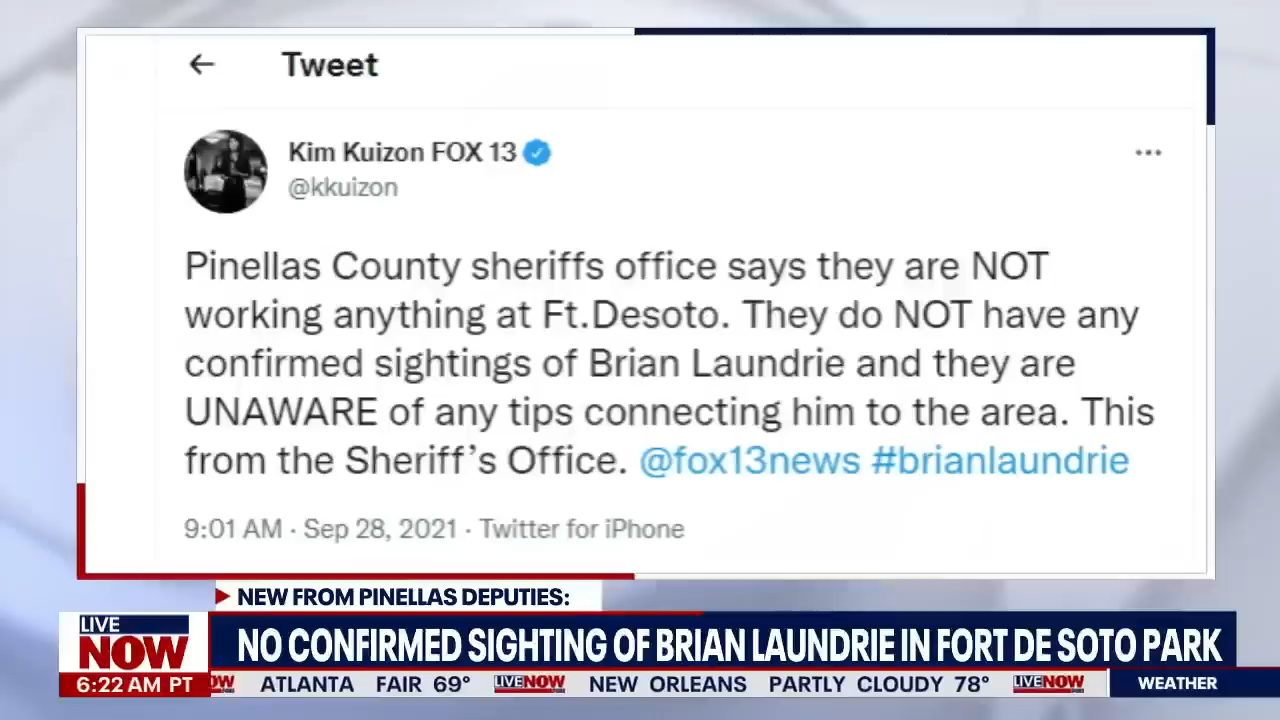 Tweet
Kim Kuizon FOX 13
@kkuizon
Pinellas County sheriffs office says they are NOT
working anything at Ft.Desoto. They do NOT have any
confirmed sightings of Brian Laundrie and they are
UNAWARE of any tips connecting him to the area. This
from the Sheriff's Office. @fox13news #brianlaundrie
9:01 AM · Sep 28, 2021 · Twitter for iPhone
NEW FROM PINELLAS DEPUTIES:
LIVE
NOW
NO CONFIRMED SIGHTING OF BRIAN LAUNDRIE IN FORT DE SOTO PARK
6:22 AM PT OW ATLANTA FAIR 69° LIVENOW NEW ORLEANS PARTLY CLOUDY 78° LIVENOW WEATHER